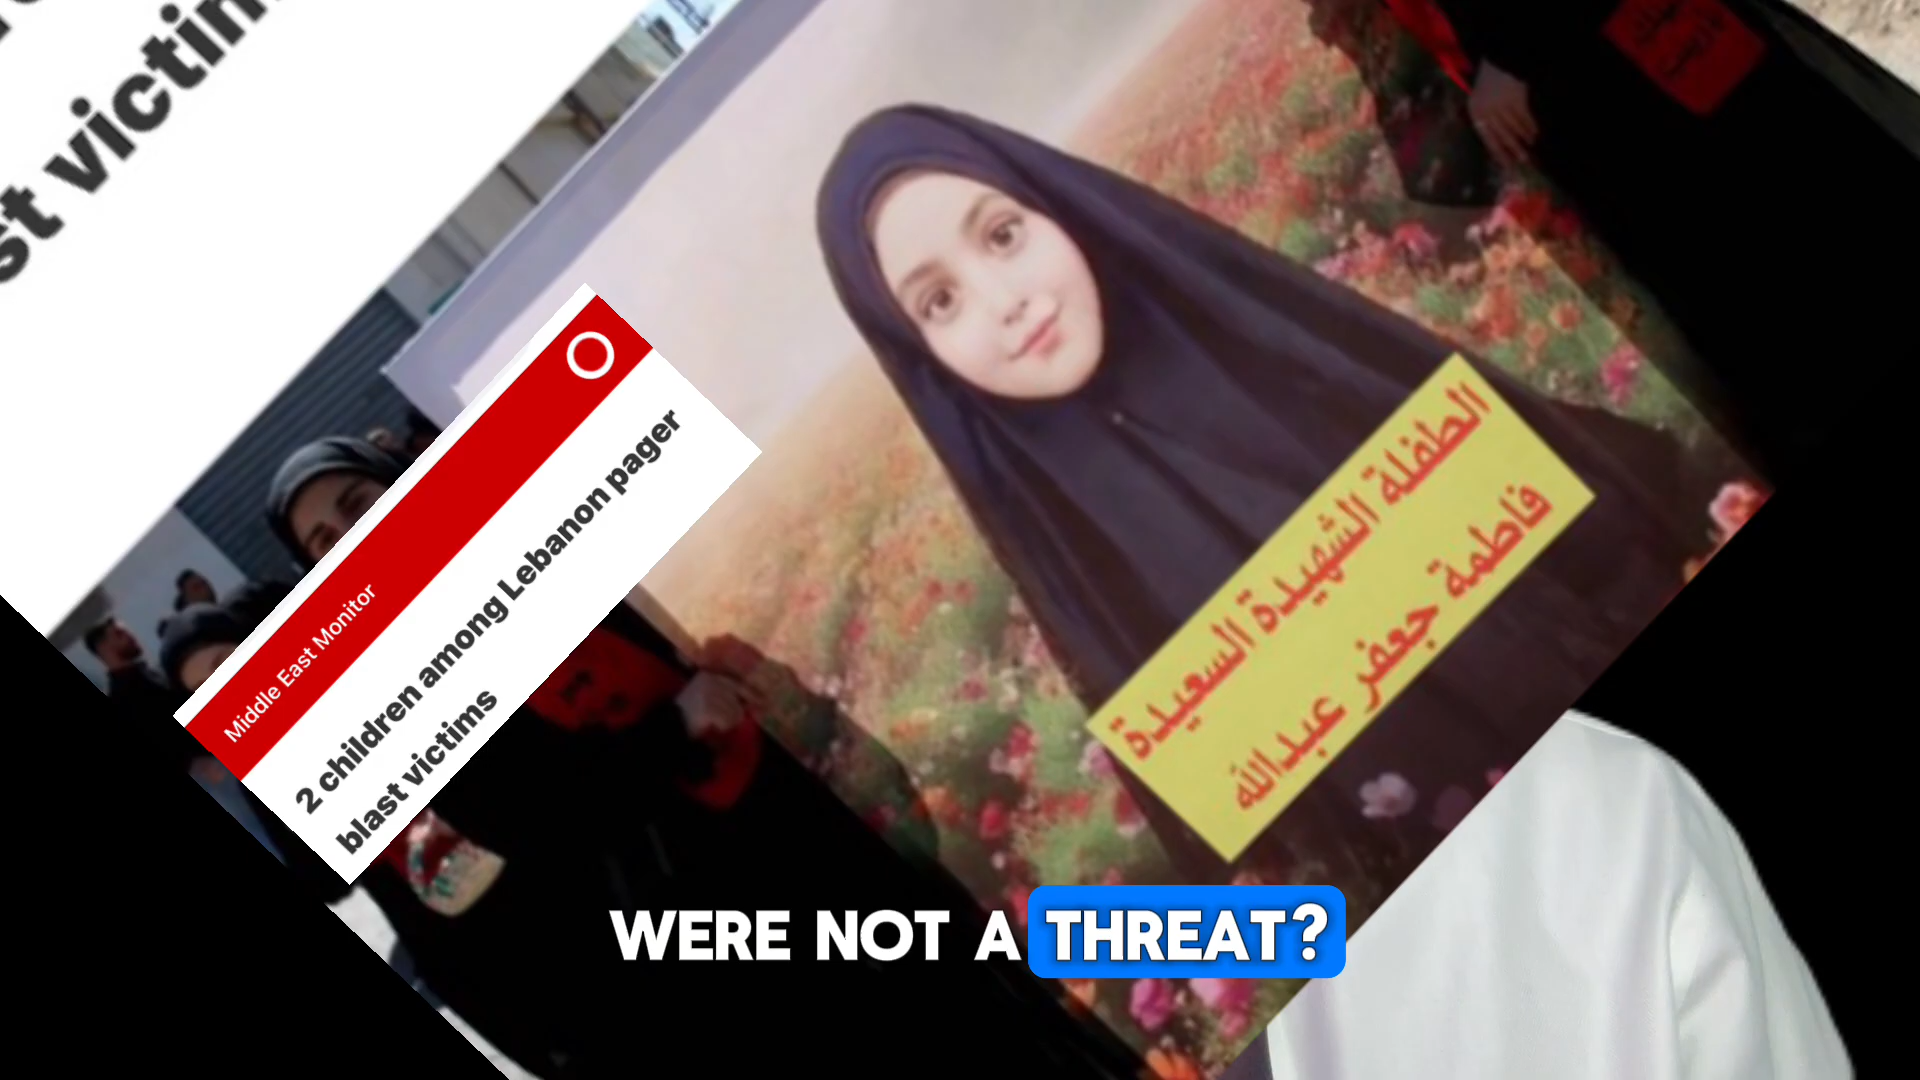 st victim
Middle East Monitor
2 children among Lebanon pager
blast victims
الطفلة الشهيدة السعيدة
فاطمة جعفر عبدالله
WERE NOT A THREAT?